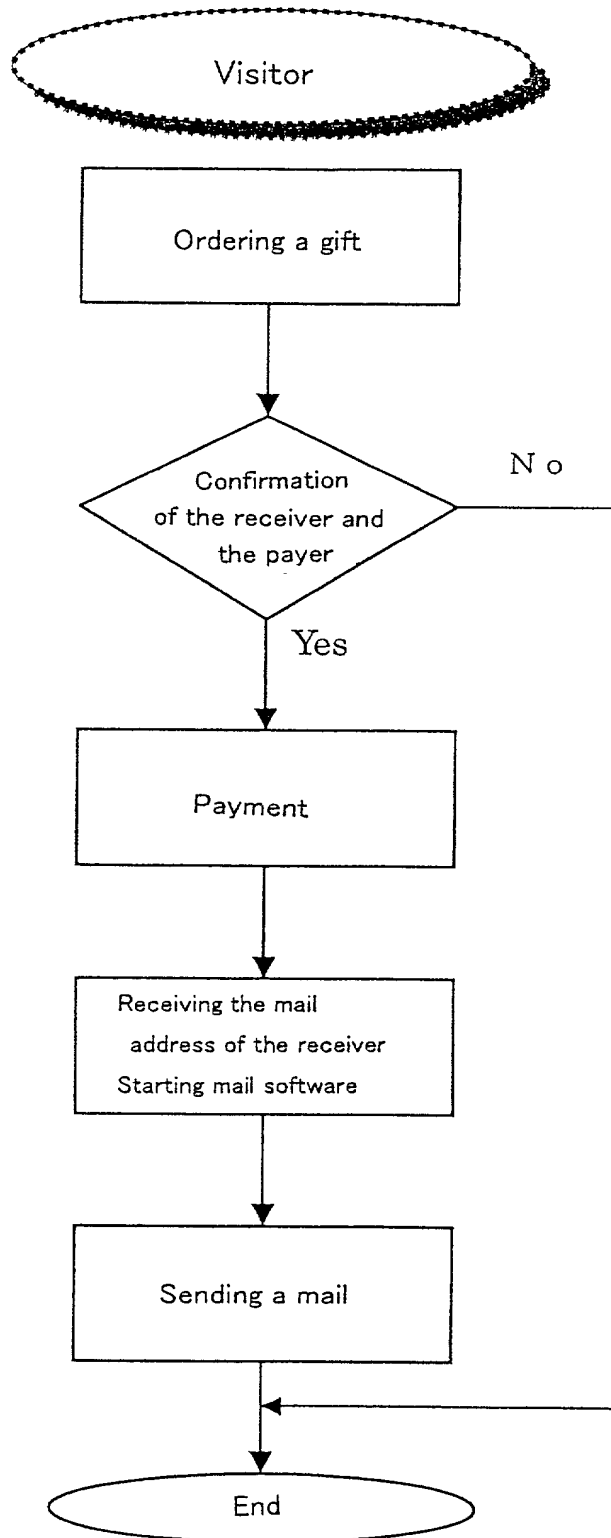 Visitor
Ordering a gift
Confirmation
of the receiver and
the payer
No
Yes
Payment
Receiving the mail
address of the receiver
Starting mail software
Sending a mail
End